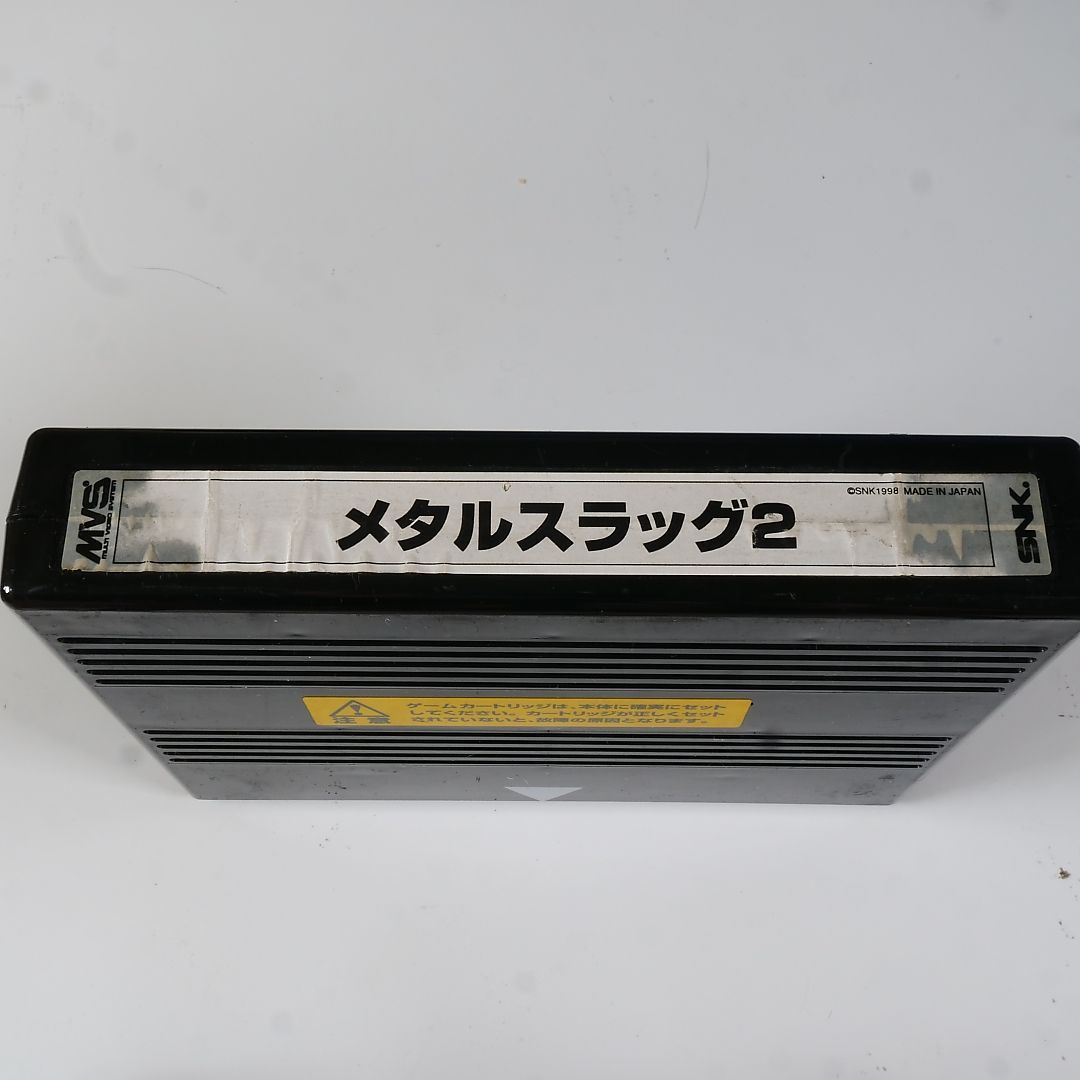 MVS®
MULTI VIDEO SYSTEM
©SNK1998 MADE IN JAPAN
メタルスラッグ2
SNK.
注意
ゲームカートリッジは、本体に確実にセット
してください。カートリッジが正しくセット
されていないと、故障の原因となります。